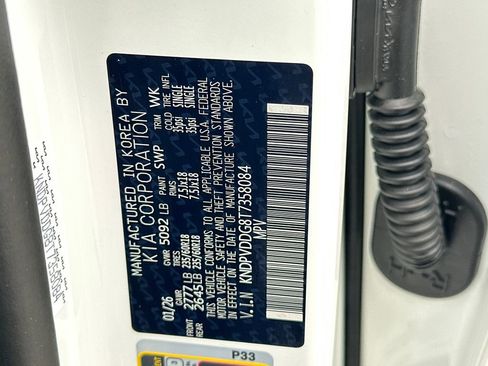 MANUFACTURED IN KOREA BY
KIA CORPORATION
01/26 GVWR 5092 LB PAINT SWP TRIM WK
GAWR TIRES RIMS COLD TIRE INFL.
FRONT 2777 LB 235/60R18 7.5Jx18 35psi SINGLE
REAR 2645 LB 235/60R18 7.5Jx18 35psi SINGLE
THIS VEHICLE CONFORMS TO ALL APPLICABLE U.S.A. FEDERAL
MOTOR VEHICLE SAFETY AND THEFT PREVENTION STANDARDS
IN EFFECT ON THE DATE OF MANUFACTURE SHOWN ABOVE.
V.I.N KNDPVDDG8T7358084
MPV
P33